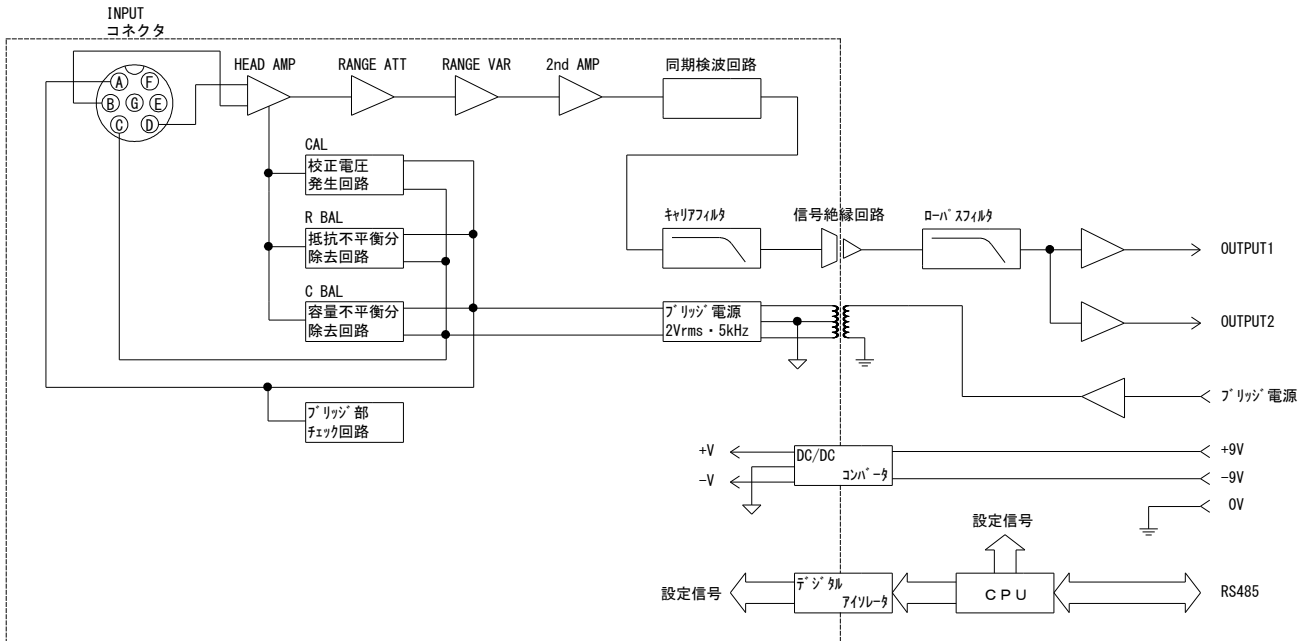 INPUT
コネクタ
HEAD AMP
RANGE ATT
RANGE VAR
2nd AMP
同期検波回路
A
F
B
G
E
C
D
CAL
校正電圧
発生回路
R BAL
抵抗不平衡分
除去回路
キャリアフィルタ
信号絶縁回路
ローパスフィルタ
OUTPUT1
C BAL
容量不平衡分
除去回路
ブリッジ電源
2Vrms・5kHz
OUTPUT2
ブリッジ電源
ブリッジ部
チェック回路
+V
-V
DC/DC
コンバータ
+9V
-9V
0V
設定信号
設定信号
デジタル
アイソレータ
CPU
RS485